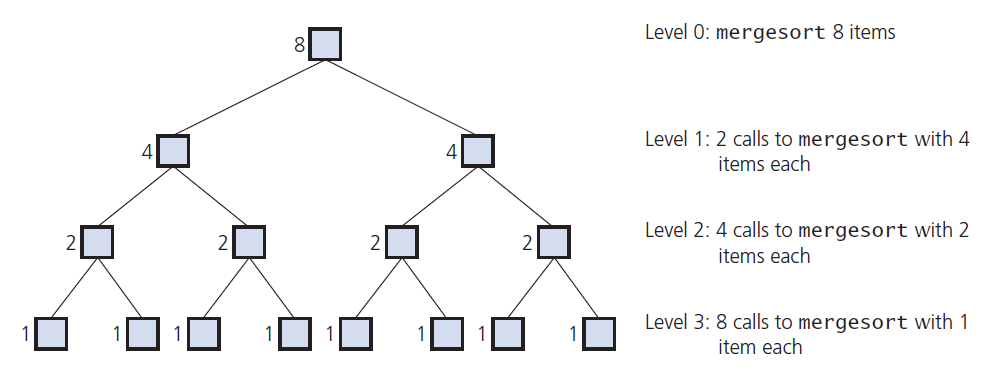 8
Level 0: mergesort 8 items
4 4
Level 1: 2 calls to mergesort with 4
items each
2 2 2 2
Level 2: 4 calls to mergesort with 2
items each
1 1 1 1 1 1 1 1
Level 3: 8 calls to mergesort with 1
item each